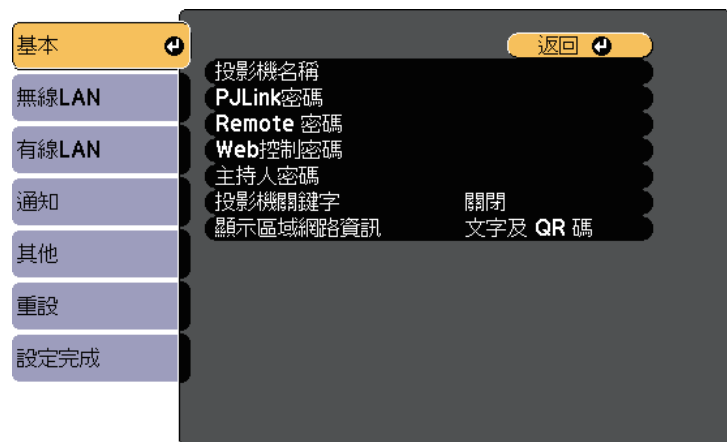 基本
無線LAN
有線LAN
通知
其他
重設
設定完成
返回
投影機名稱
PJLink密碼
Remote 密碼
Web控制密碼
主持人密碼
投影機關鍵字 關閉
顯示區域網路資訊 文字及 QR 碼